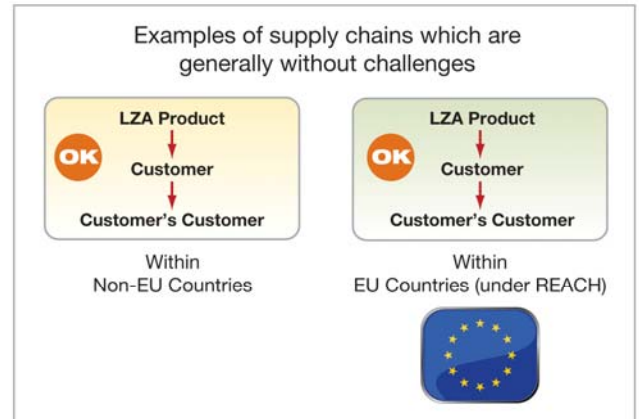 Examples of supply chains which are
generally without challenges
LZA Product
OK
Customer
Customer's Customer
Within
Non-EU Countries
LZA Product
OK
Customer
Customer's Customer
Within
EU Countries (under REACH)